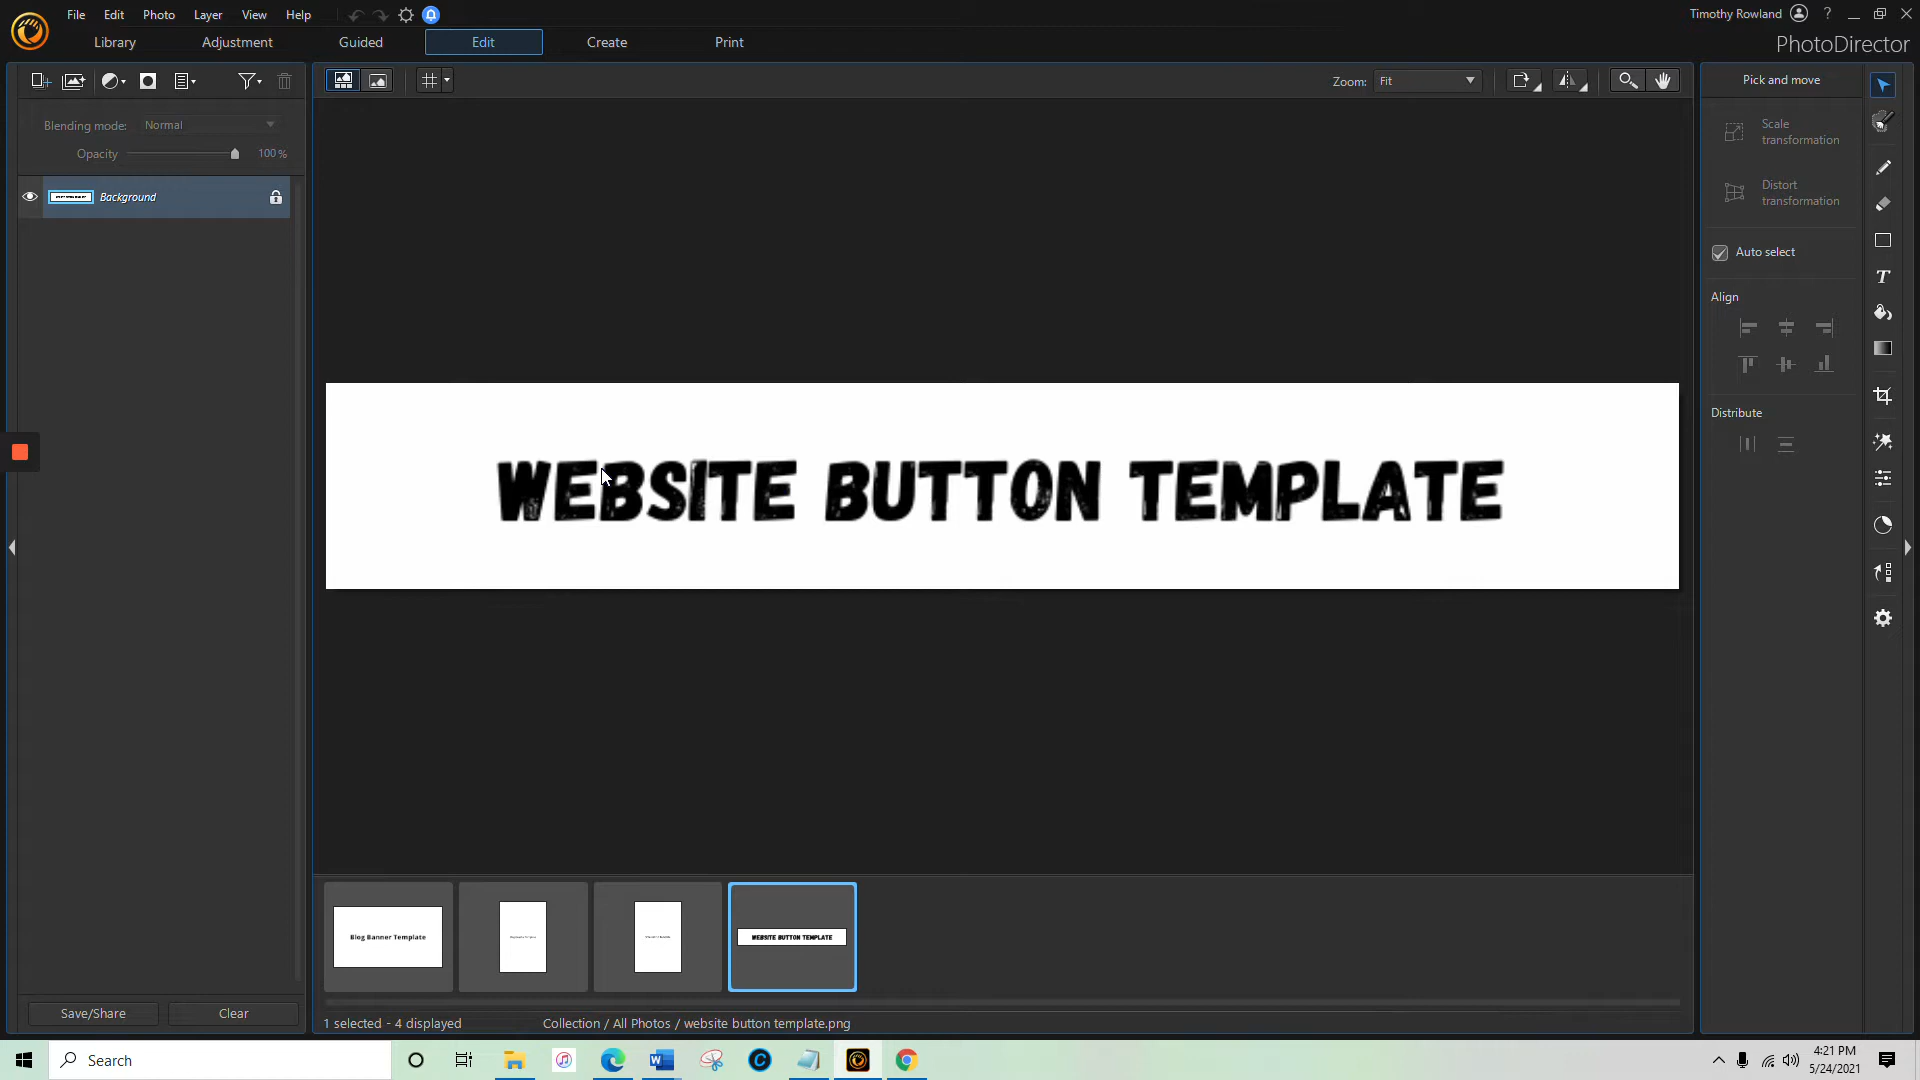 File Edit Photo Layer View Help
Timothy Rowland ?
Library Adjustment Guided Edit Create Print
PhotoDirector
Zoom: Fit
Pick and move
Blending mode: Normal
Opacity 100 %
Background
Scale
transformation
Distort
transformation
Auto select
Align
Distribute
WEBSITE BUTTON TEMPLATE
Blog Banner Template
WEBSITE BUTTON TEMPLATE
Save/Share Clear
1 selected - 4 displayed
Collection / All Photos / website button template.png
Search
4:21 PM
5/24/2021